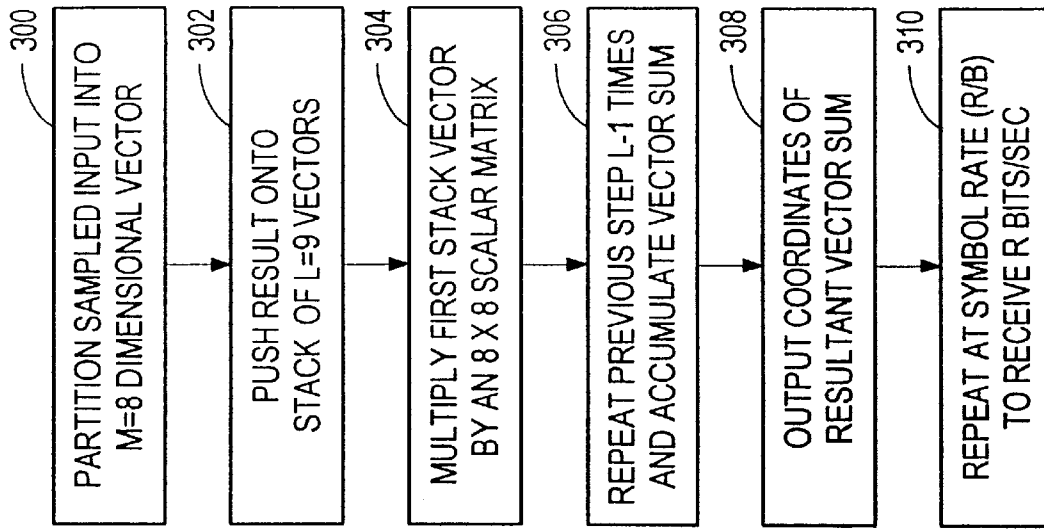 300
PARTITION SAMPLED INPUT INTO
M=8 DIMENSIONAL VECTOR
302
PUSH RESULT ONTO
STACK OF L=9 VECTORS
304
MULTIPLY FIRST STACK VECTOR
BY AN 8 X 8 SCALAR MATRIX
306
REPEAT PREVIOUS STEP L-1 TIMES
AND ACCUMULATE VECTOR SUM
308
OUTPUT COORDINATES OF
RESULTANT VECTOR SUM
310
REPEAT AT SYMBOL RATE (R/B)
TO RECEIVE R BITS/SEC